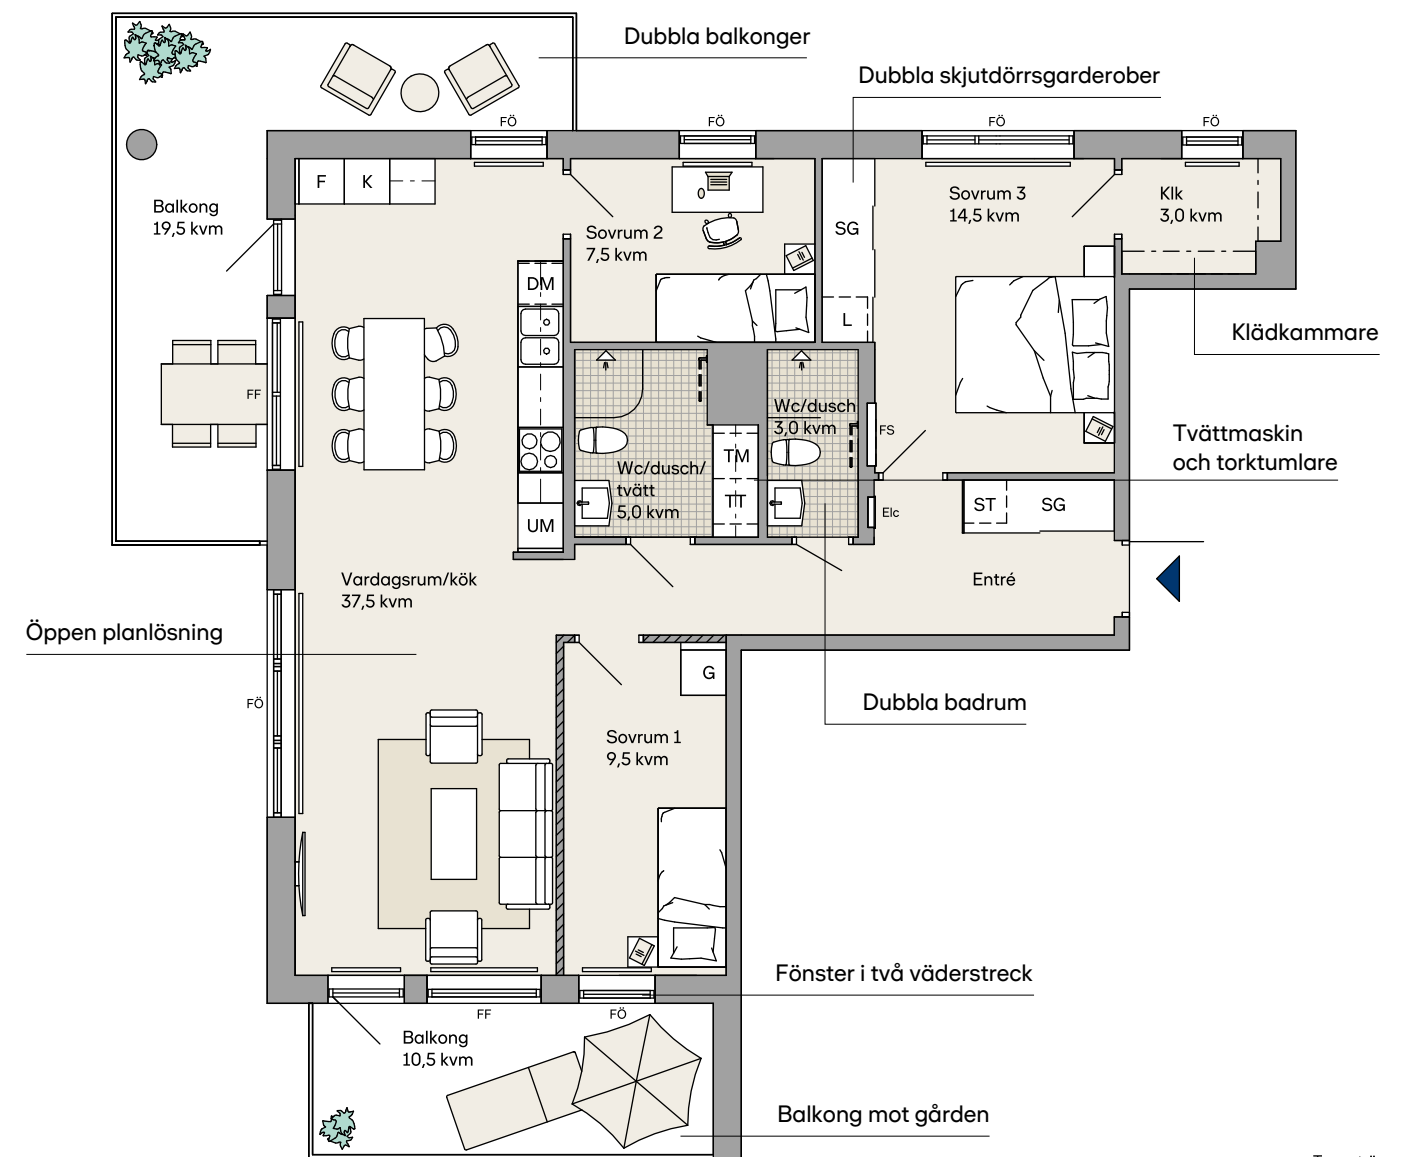 Dubbla balkonger
Dubbla skjutdörrsgarderober
FÖ
FÖ
FÖ
FÖ
F
K
Balkong
19,5 kvm
Sovrum 2
7,5 kvm
SG
Sovrum 3
14,5 kvm
Klk
3,0 kvm
DM
L
Klädkammare
FF
Wc/dusch
3,0 kvm
FS
Tvättmaskin
och torktumlare
Wc/dusch/
tvätt
5,0 kvm
TM
TT
Elc
ST
SG
UM
Vardagsrum/kök
37,5 kvm
Entré
Öppen planlösning
G
FÖ
Dubbla badrum
Sovrum 1
9,5 kvm
Fönster i två väderstreck
FF
FÖ
Balkong
10,5 kvm
Balkong mot gården